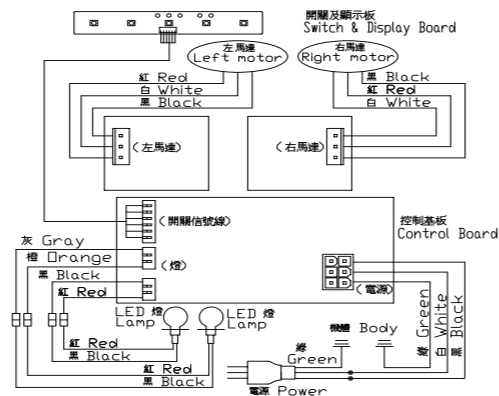 開關及顯示板
Switch & Display Board
左馬達
Left motor
右馬達
Right motor
紅 Red
白 White
黑 Black
黑 Black
紅 Red
白 White
(左馬達)
(右馬達)
(開關信號線)
控制基板
Control Board
灰 Gray
橙 Orange
(燈)
黑 Black
紅 Red
(電源)
LED 燈
Lamp
LED 燈
Lamp
機體 Body
綠 Green
白 White
黑 Black
紅 Red
黑 Black
綠
Green
紅 Red
黑 Black
電源 Power